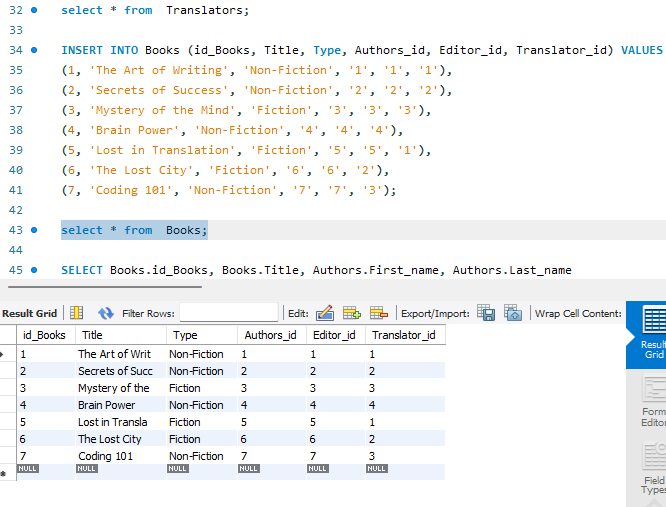 32 select * from Translators;
33
34 INSERT INTO Books (id_Books, Title, Type, Authors_id, Editor_id, Translator_id) VALUES
35 (1, 'The Art of Writing', 'Non-Fiction', '1', '1', '1'),
36 (2, 'Secrets of Success', 'Non-Fiction', '2', '2', '2'),
37 (3, 'Mystery of the Mind', 'Fiction', '3', '3', '3'),
38 (4, 'Brain Power', 'Non-Fiction', '4', '4', '4'),
39 (5, 'Lost in Translation', 'Fiction', '5', '5', '1'),
40 (6, 'The Lost City', 'Fiction', '6', '6', '2'),
41 (7, 'Coding 101', 'Non-Fiction', '7', '7', '3');
42
43 select * from Books;
44
45 SELECT Books.id_Books, Books.Title, Authors.First_name, Authors.Last_name
Result Grid Filter Rows: Edit: Export/Import: Wrap Cell Content:
id_Books Title Type Authors_id Editor_id Translator_id
1 The Art of Writ Non-Fiction 1 1 1
2 Secrets of Succ Non-Fiction 2 2 2
3 Mystery of the Fiction 3 3 3
4 Brain Power Non-Fiction 4 4 4
5 Lost in Transla Fiction 5 5 1
6 The Lost City Fiction 6 6 2
7 Coding 101 Non-Fiction 7 7 3
NULL NULL NULL NULL NULL NULL
Result
Grid
Form
Editor
Field
Types